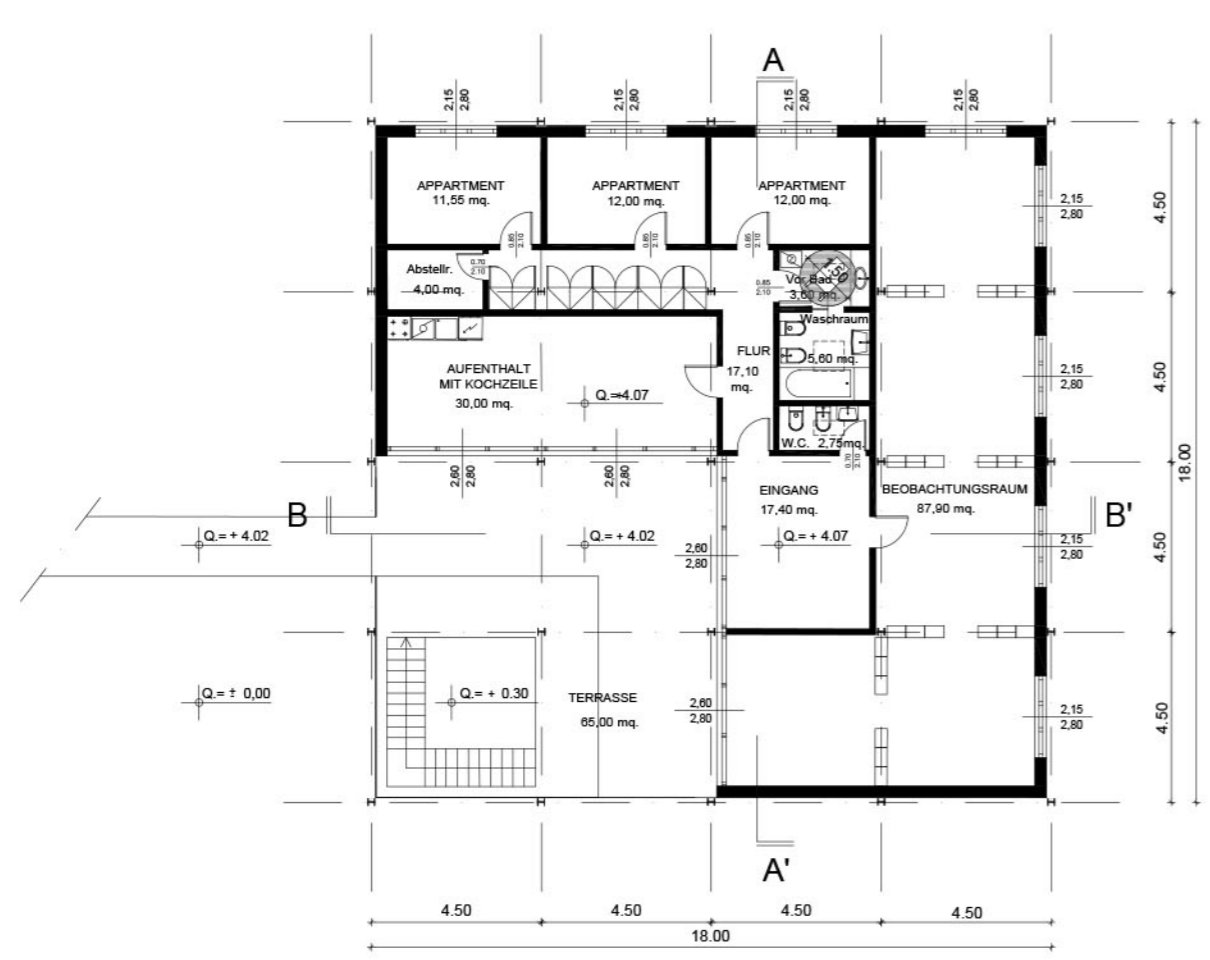 A
2,15
2,80
2,15
2,80
2,15
2,80
2,15
2,80
APPARTMENT
11,55 mq.
APPARTMENT
12,00 mq.
APPARTMENT
12,00 mq.
2,15
2,80
4.50
0.80
2.10
0.85
2.10
0.85
2.10
Abstellr.
4,00 mq.
0.70
2.10
0.85
2.10
1.50
Vor Bad
3,60 mq.
Waschraum
5,60 mq.
FLUR
17,10
mq.
AUFENTHALT
MIT KOCHZEILE
30,00 mq.
Q.=+4.07
2,15
2,80
4.50
W.C. 2,75mq.
0.70
2.10
2,60
2,80
2,60
2,80
18.00
EINGANG
17,40 mq.
BEOBACHTUNGSRAUM
87,90 mq.
B
B'
Q.= + 4.02
Q.= + 4.02
Q.= + 4.07
2,60
2,80
2,15
2,80
4.50
Q.= ± 0,00
Q.= + 0.30
TERRASSE
65,00 mq.
2,60
2,80
2,15
2,80
4.50
A'
4.50
4.50
4.50
4.50
18.00